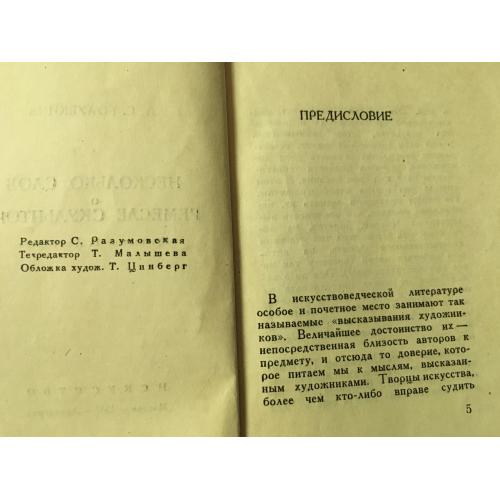 Редактор С. Разумовская
Техредактор Т. Малышева
Обложка худож. Т. Цинберг
ПРЕДИСЛОВИЕ
В искусствоведческой литературе
особое и почетное место занимают так
называемые „высказывания художни-
ков“. Величайшее достоинство их —
непосредственная близость авторов к
предмету, и отсюда то доверие, кото-
рое питаем мы к мыслям, высказан-
ным художниками. Творцы искусства,
более чем кто-либо вправе судить
5